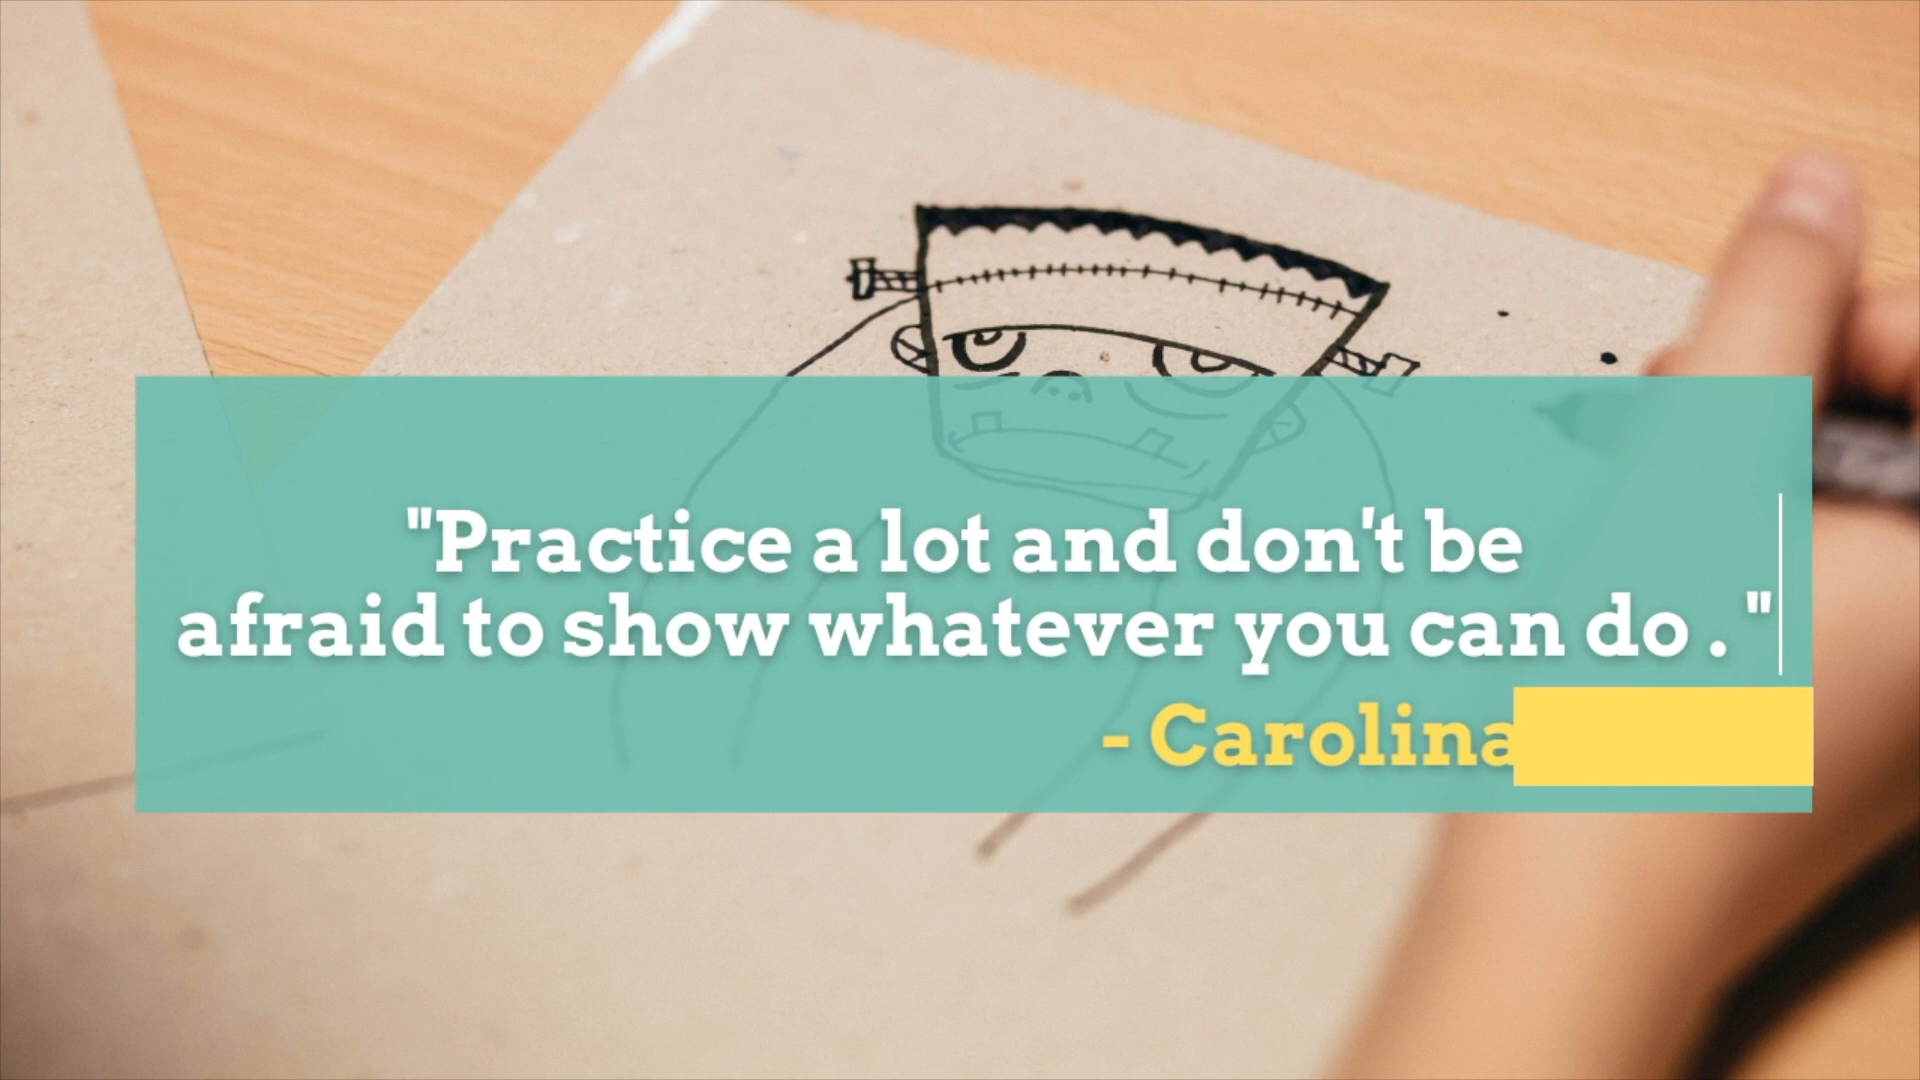 "Practice a lot and don't be
afraid to show whatever you can do . "
- Carolina